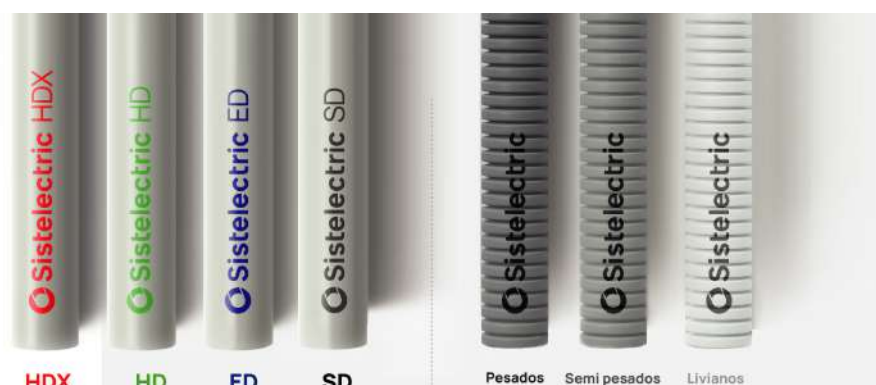 Sistelectric HDX
Sistelectric HD
Sistelectric ED
Sistelectric SD
Sistelectric
Sistelectric
Sistelectric
HDX
HD
ED
SD
Pesados
Semi pesados
Livianos